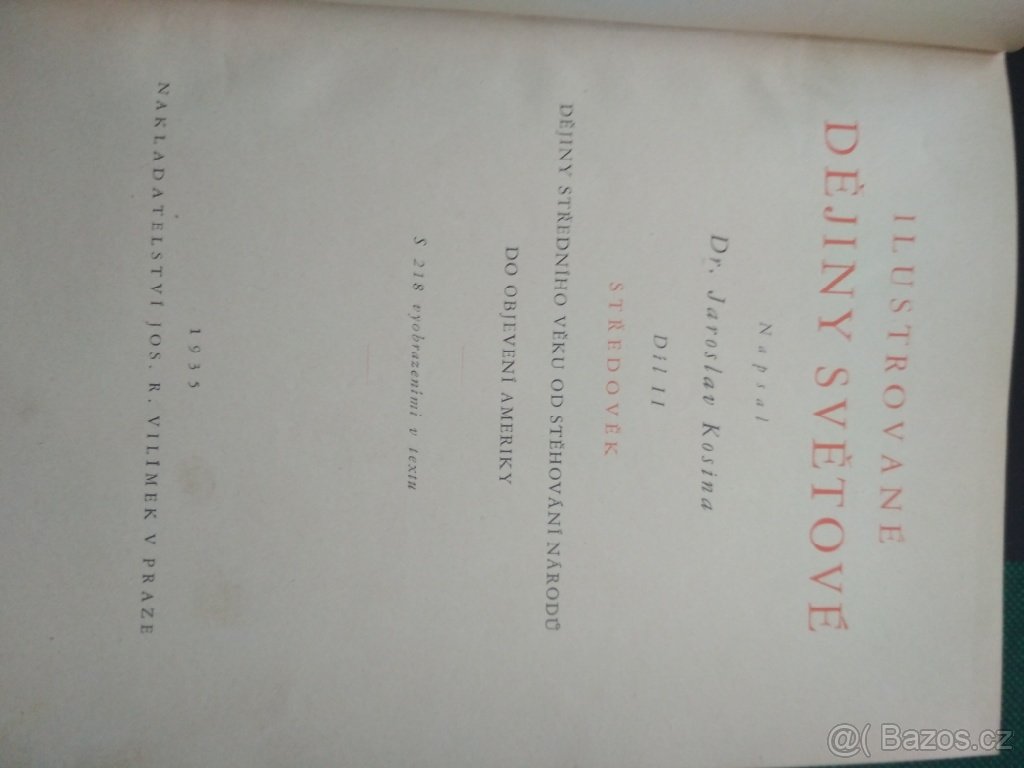 ILUSTROVANÉ
DĚJINY SVĚTOVÉ
Napsal
Dr. Jaroslav Kosina
Díl II
STŘEDOVĚK
DĚJINY STŘEDNÍHO VĚKU OD STĚHOVÁNÍ NÁRODŮ
DO OBJEVENÍ AMERIKY
S 218 vyobrazeními v textu
1935
NAKLADATELSTVÍ JOS. R. VILÍMEK V PRAZE
@( Bazos.cz